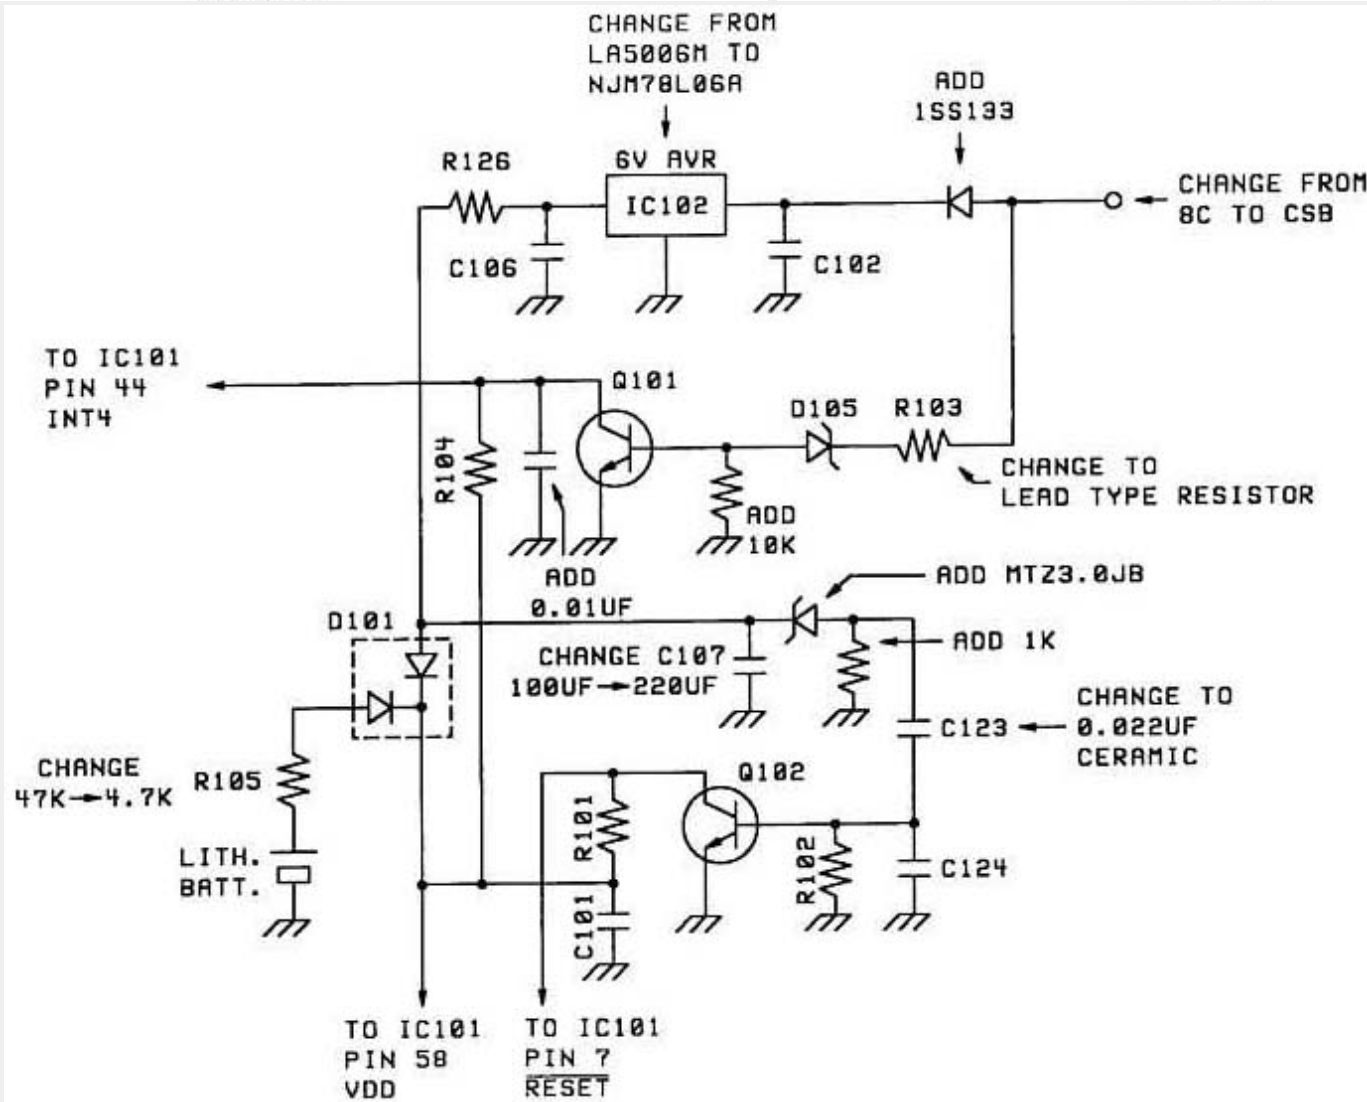 CHANGE FROM
LA5006M TO
NJM78L06A
ADD
1SS133
R126
6V AVR
IC102
CHANGE FROM
8C TO CSB
C106
C102
TO IC101
PIN 44
INT4
Q101
D105
R103
R104
CHANGE TO
LEAD TYPE RESISTOR
ADD
10K
ADD
0.01UF
ADD MTZ3.0JB
D101
ADD 1K
CHANGE C107
100UF→220UF
C123
CHANGE TO
0.022UF
CERAMIC
CHANGE
47K→4.7K
R105
Q102
R101
R102
C124
LITH.
BATT.
C101
TO IC101
PIN 58
VDD
TO IC101
PIN 7
RESET